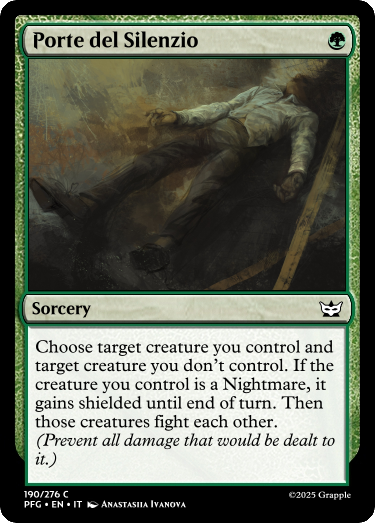 Porte del Silenzio
Sorcery
Choose target creature you control and
target creature you don't control. If the
creature you control is a Nightmare, it
gains shielded until end of turn. Then
those creatures fight each other.
(Prevent all damage that would be dealt to
it.)
190/276 C
PFG • EN • IT Anastasiia Ivanova
©2025 Grapple